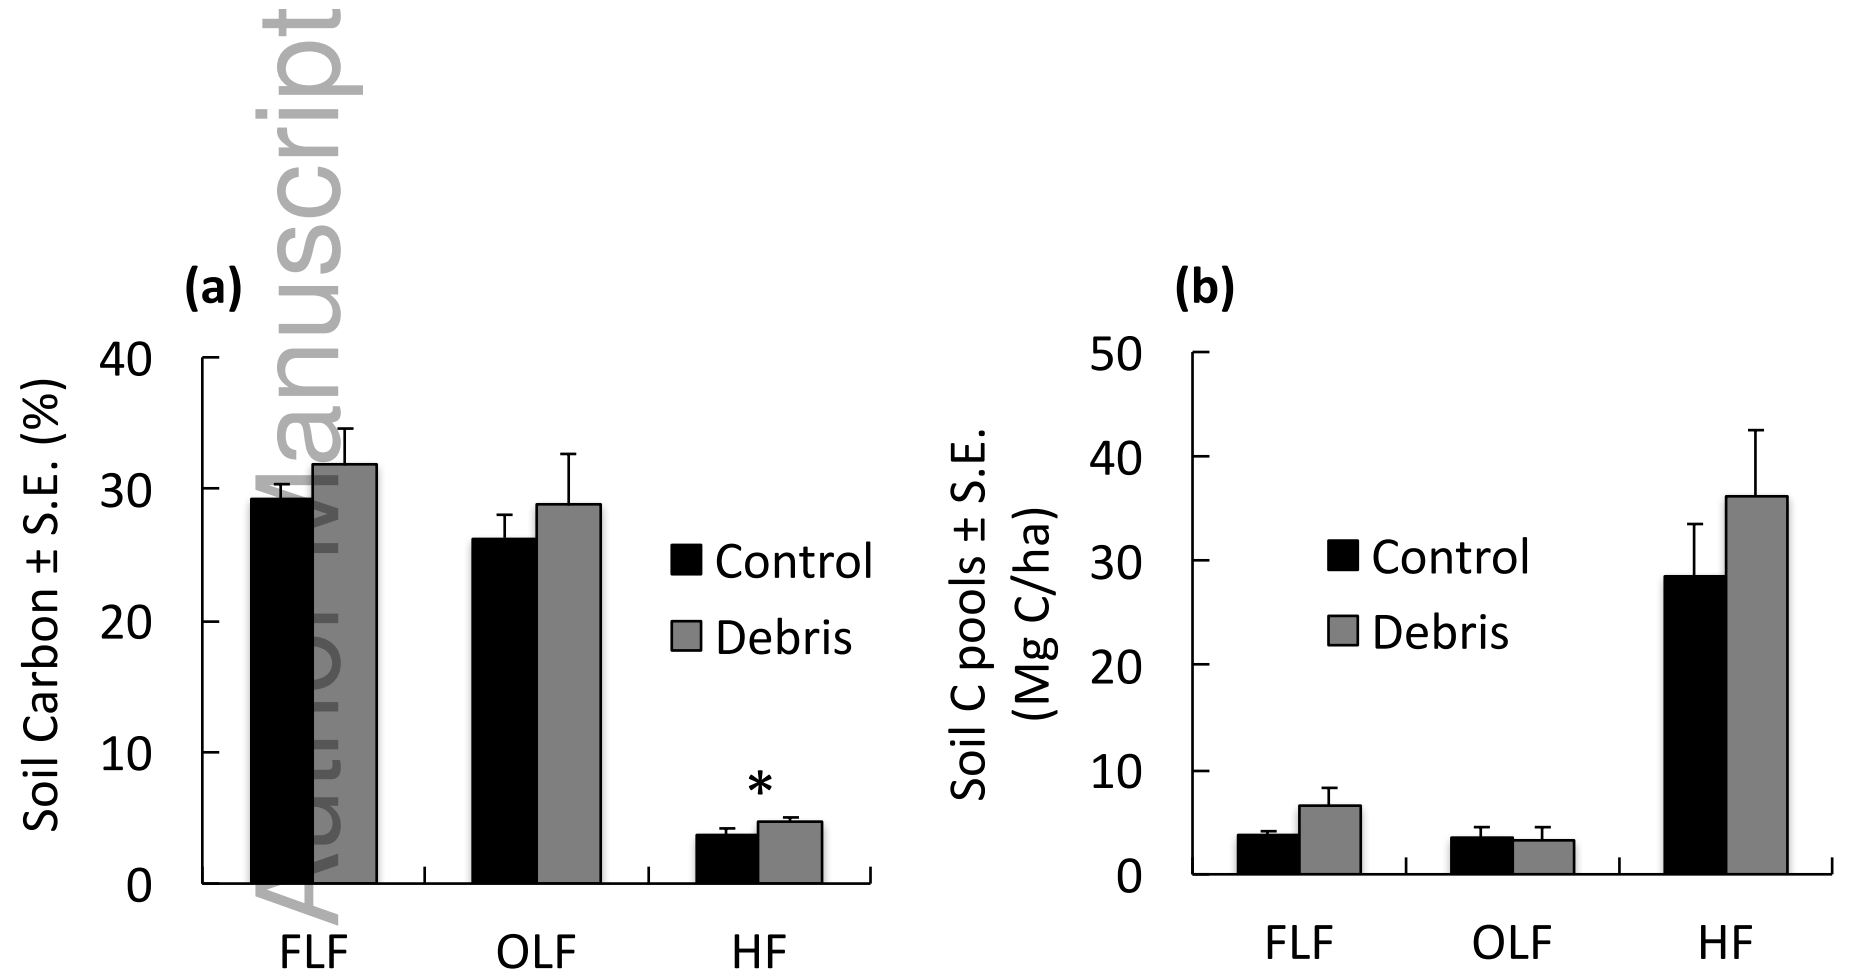 Author Manuscript
(a)
Soil Carbon ± S.E. (%)
40
30
20
10
0
*
Control
Debris
FLF OLF HF
(b)
Soil C pools ± S.E.
(Mg C/ha)
50
40
30
20
10
0
Control
Debris
FLF OLF HF